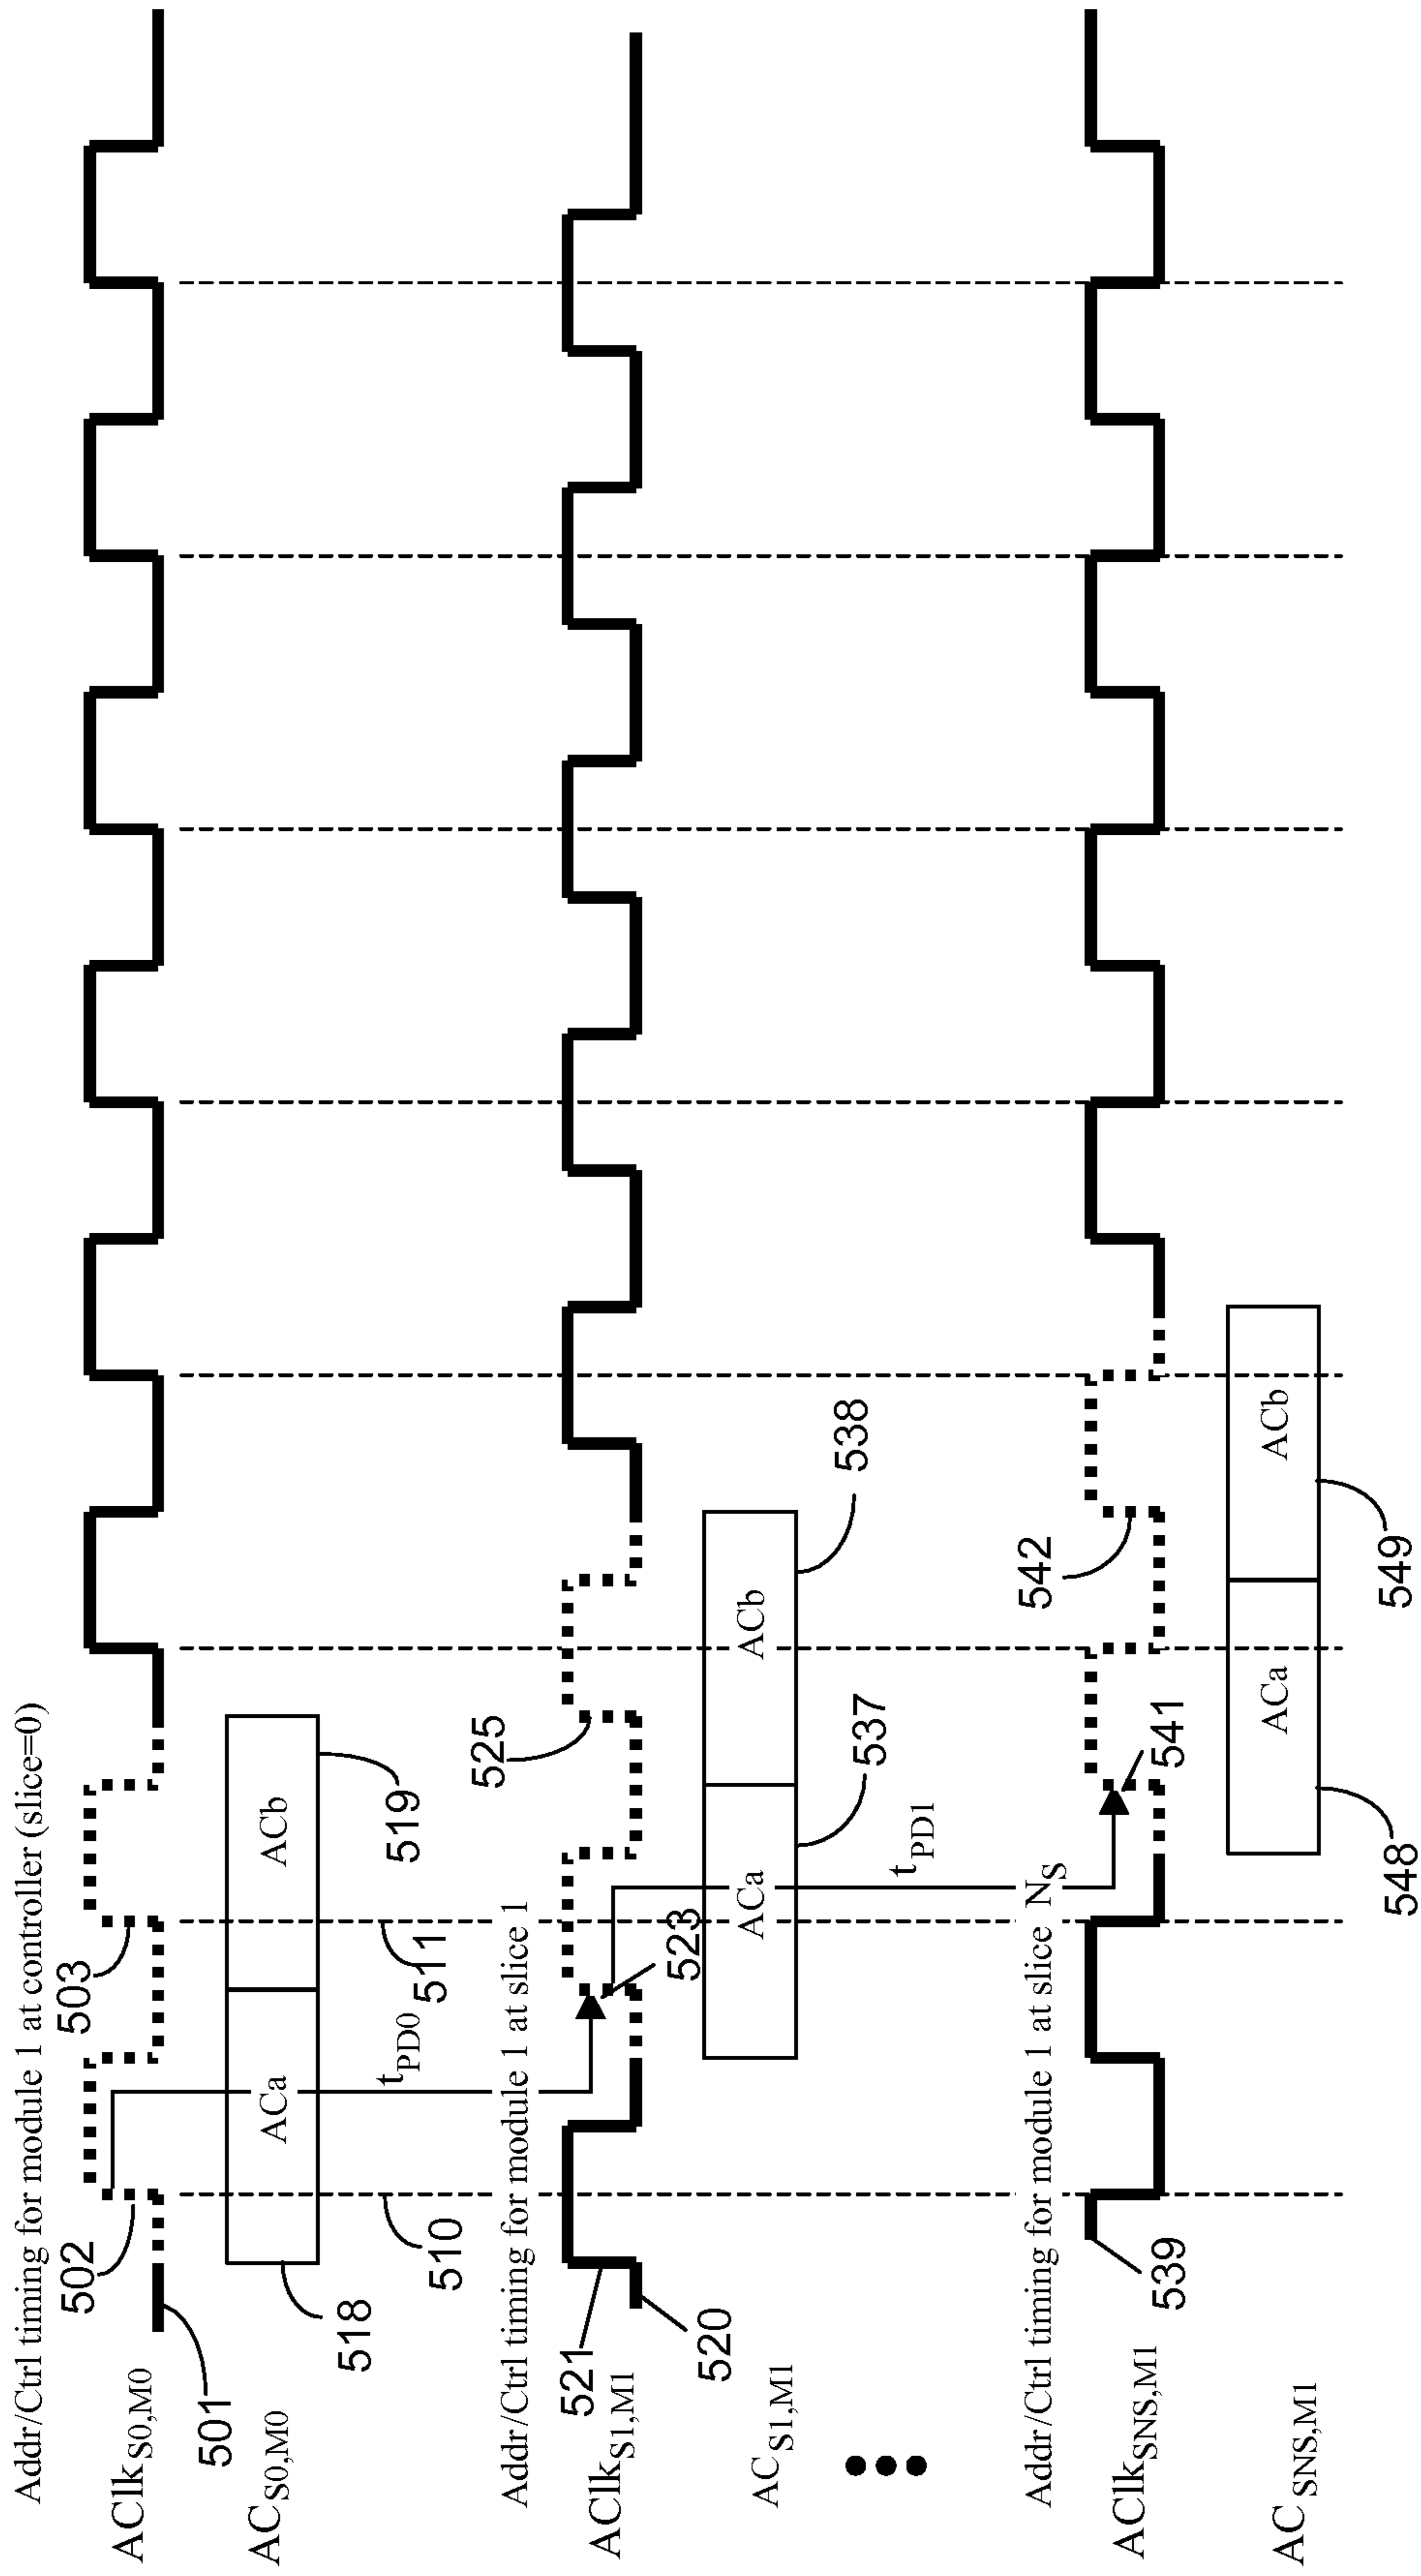 Addr/Ctrl timing for module 1 at controller (slice=0)
502
503
AClkS0,M0
501
ACS0,M0
ACa
ACb
518
519
510
511
tPD0
Addr/Ctrl timing for module 1 at slice 1
525
AClkS1,M1
521
520
523
ACS1,M1
ACa
ACb
537
538
tPD1
Addr/Ctrl timing for module 1 at slice NS
542
AClkSNS,M1
539
541
ACSNS,M1
ACa
ACb
548
549